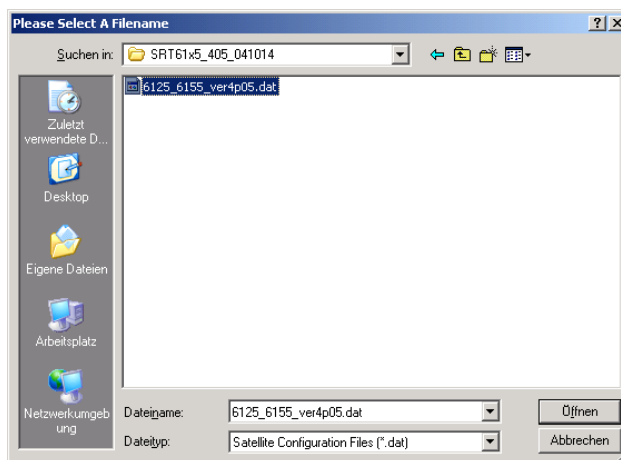 Please Select A Filename
Suchen in: SRT61x5_405_041014
6125_6155_ver4p05.dat
Zuletzt
verwendete D...
Desktop
Eigene Dateien
Arbeitsplatz
Netzwerkumgeb
ung
Dateiname: 6125_6155_ver4p05.dat Öffnen
Dateityp: Satellite Configuration Files (*.dat) Abbrechen